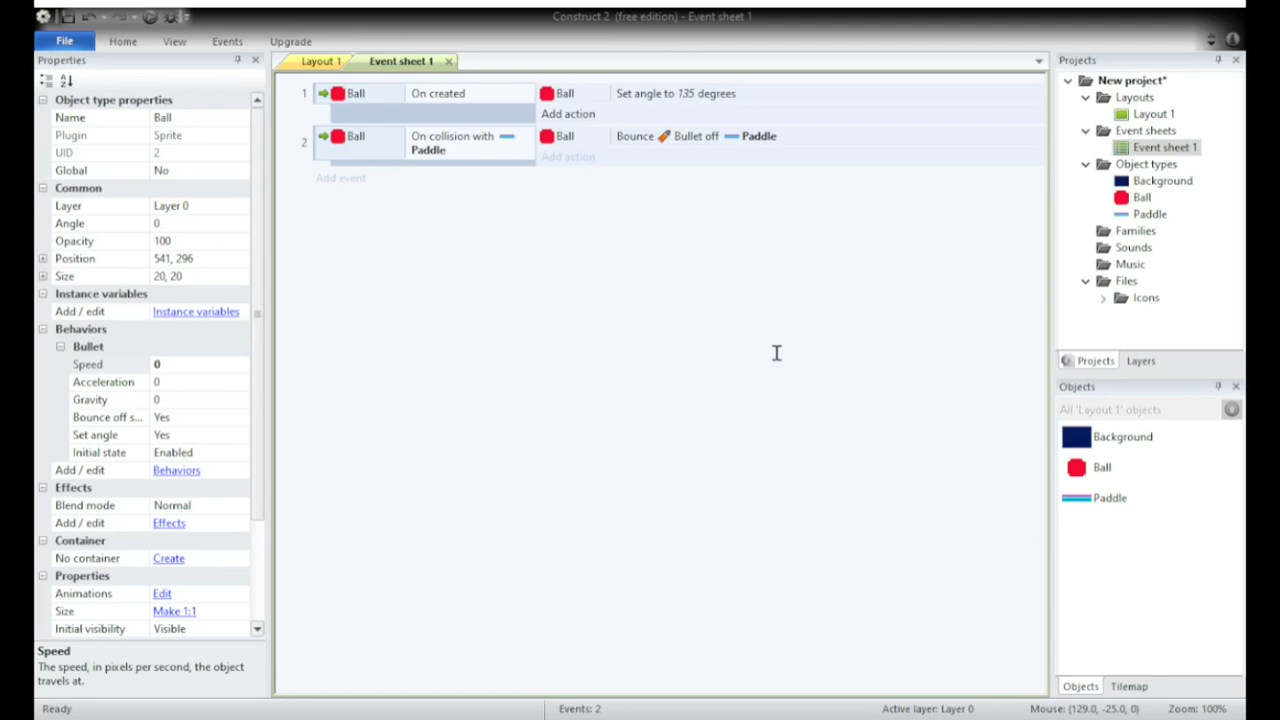 Construct 2 (free edition) - Event sheet 1
File Home View Events Upgrade
Properties
Object type properties
Name Ball
Plugin Sprite
UID 2
Global No
Common
Layer Layer 0
Angle 0
Opacity 100
Position 541, 296
Size 20, 20
Instance variables
Add / edit Instance variables
Behaviors
Bullet
Speed 0
Acceleration 0
Gravity 0
Bounce off s... Yes
Set angle Yes
Initial state Enabled
Add / edit Behaviors
Effects
Blend mode Normal
Add / edit Effects
Container
No container Create
Properties
Animations Edit
Size Make 1:1
Initial visibility Visible
Speed
The speed, in pixels per second, the object
travels at.
Layout 1 Event sheet 1
1 Ball On created Ball Set angle to 135 degrees
Add action
2 Ball On collision with Paddle Ball Bounce Bullet off Paddle
Add action
Add event
Projects
New project*
Layouts
Layout 1
Event sheets
Event sheet 1
Object types
Background
Ball
Paddle
Families
Sounds
Music
Files
Icons
Projects Layers
Objects
All 'Layout 1' objects
Background
Ball
Paddle
Objects Tilemap
Ready Events: 2 Active layer: Layer 0 Mouse: (129.0, -25.0, 0) Zoom: 100%